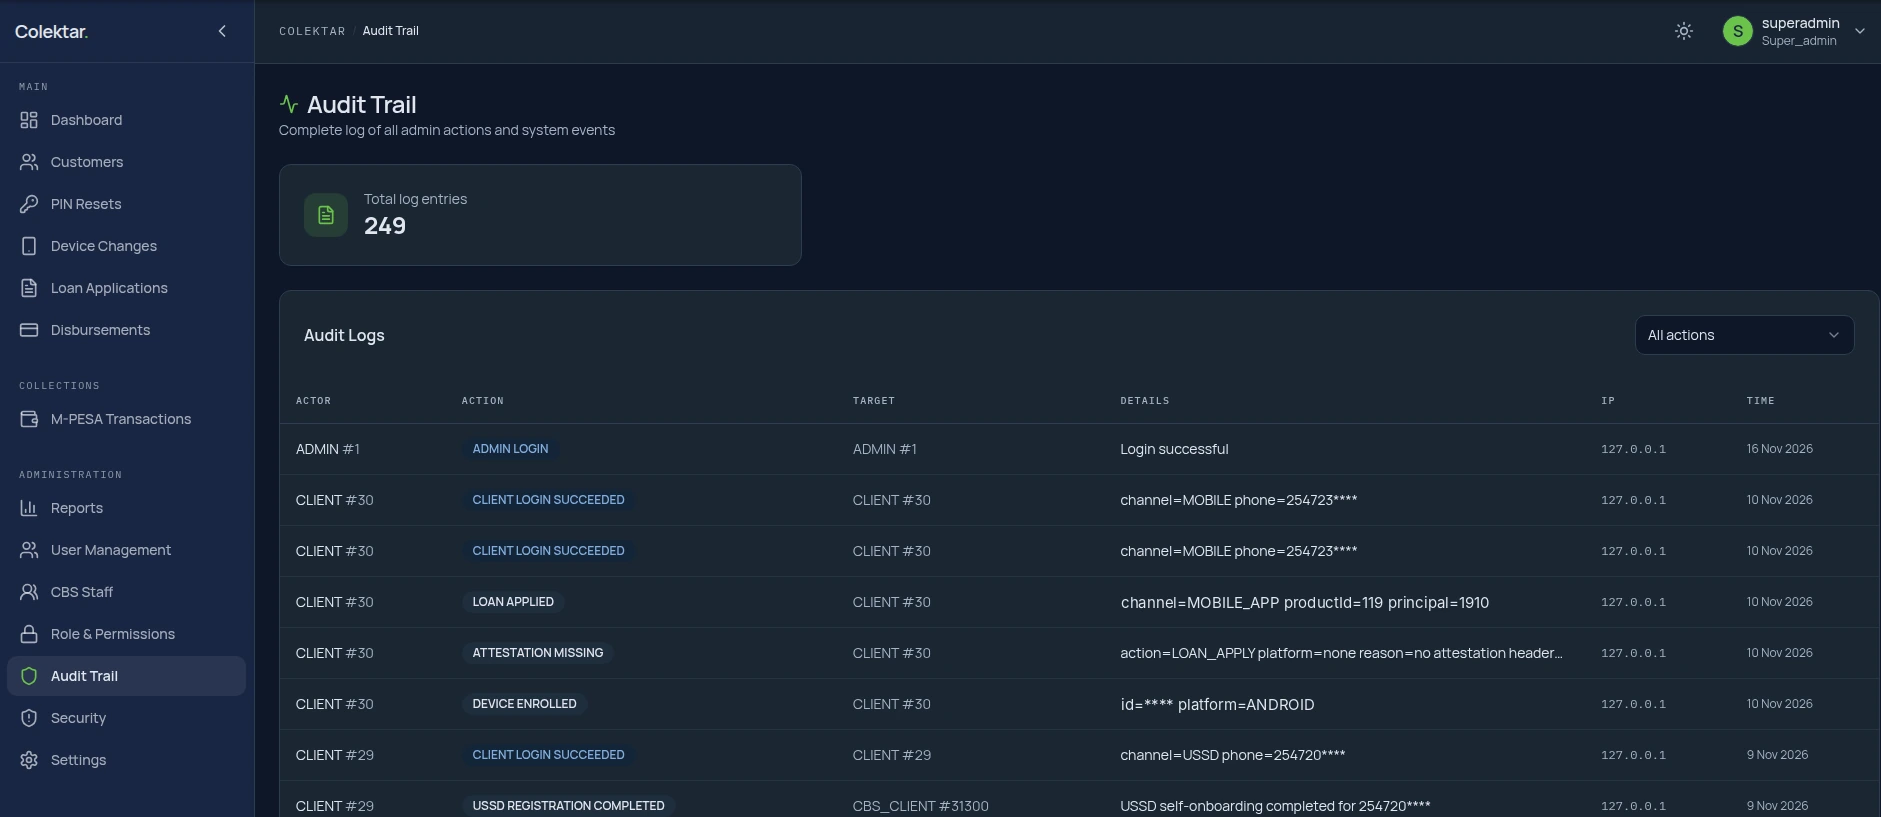 Colektar.
MAIN
Dashboard
Customers
PIN Resets
Device Changes
Loan Applications
Disbursements
COLLECTIONS
M-PESA Transactions
ADMINISTRATION
Reports
User Management
CBS Staff
Role & Permissions
Audit Trail
Security
Settings
COLEKTAR / Audit Trail
S superadmin
Super_admin
Audit Trail
Complete log of all admin actions and system events
Total log entries
249
Audit Logs
All actions
ACTOR ACTION TARGET DETAILS IP TIME
ADMIN #1 ADMIN LOGIN ADMIN #1 Login successful 127.0.0.1 16 Nov 2026
CLIENT #30 CLIENT LOGIN SUCCEEDED CLIENT #30 channel=MOBILE phone=254723**** 127.0.0.1 10 Nov 2026
CLIENT #30 CLIENT LOGIN SUCCEEDED CLIENT #30 channel=MOBILE phone=254723**** 127.0.0.1 10 Nov 2026
CLIENT #30 LOAN APPLIED CLIENT #30 channel=MOBILE_APP productId=119 principal=1910 127.0.0.1 10 Nov 2026
CLIENT #30 ATTESTATION MISSING CLIENT #30 action=LOAN_APPLY platform=none reason=no attestation header... 127.0.0.1 10 Nov 2026
CLIENT #30 DEVICE ENROLLED CLIENT #30 id=**** platform=ANDROID 127.0.0.1 10 Nov 2026
CLIENT #29 CLIENT LOGIN SUCCEEDED CLIENT #29 channel=USSD phone=254720**** 127.0.0.1 9 Nov 2026
CLIENT #29 USSD REGISTRATION COMPLETED CBS_CLIENT #31300 USSD self-onboarding completed for 254720**** 127.0.0.1 9 Nov 2026